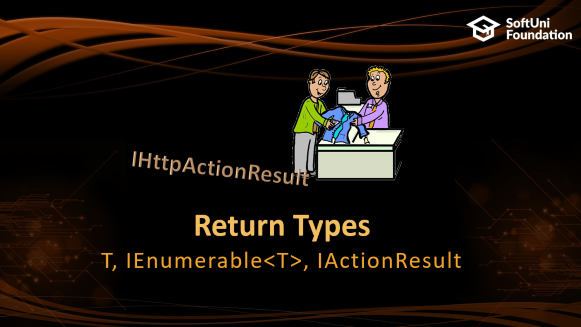 SoftUni
Foundation
IHttpActionResult
Return Types
T, IEnumerable<T>, IActionResult